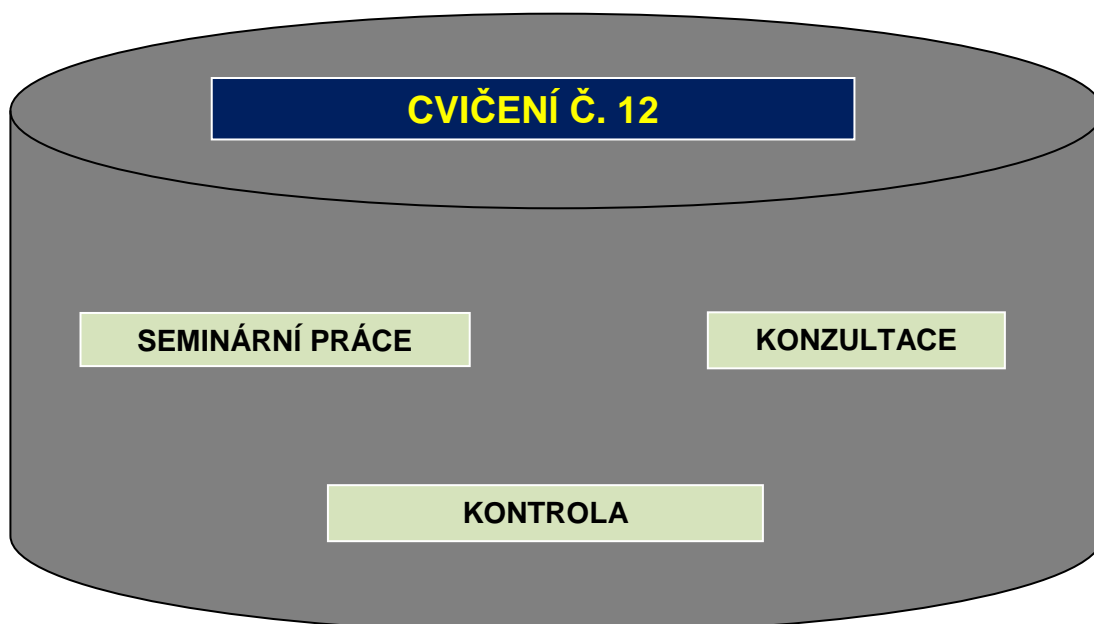 CVIČENÍ Č. 12
SEMINÁRNÍ PRÁCE
KONZULTACE
KONTROLA